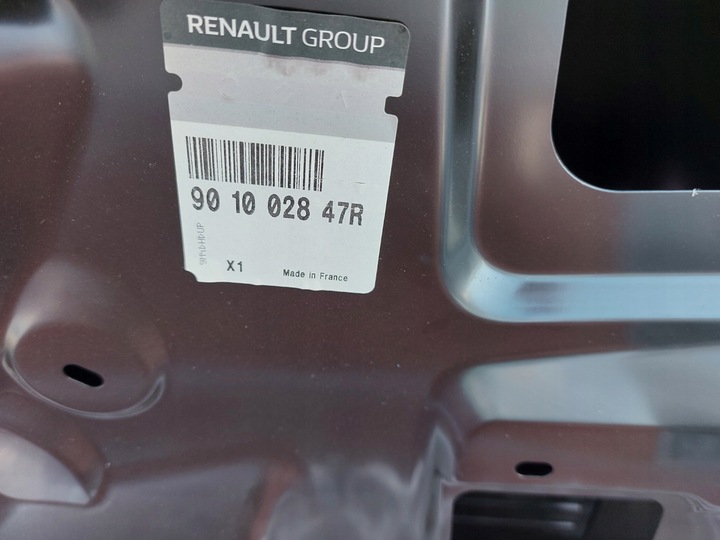 RENAULT GROUP
90 10 028 47R
X1
Made in France